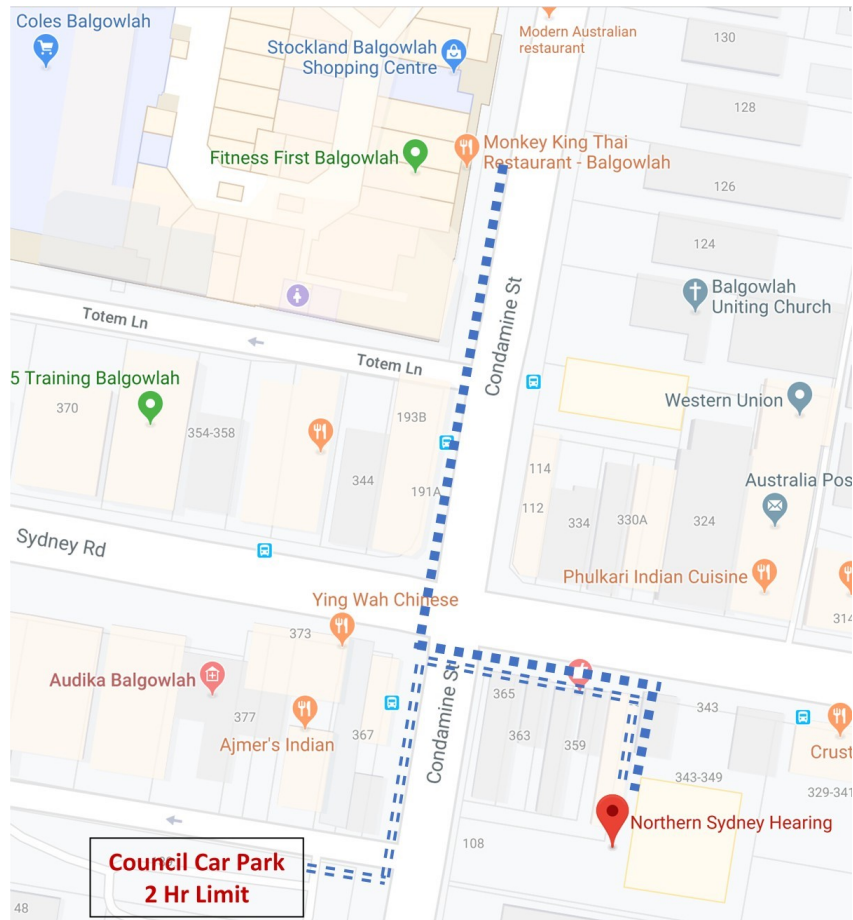 Coles Balgowlah
Stockland Balgowlah
Shopping Centre
Modern Australian
restaurant
130
128
Fitness First Balgowlah
Monkey King Thai
Restaurant - Balgowlah
126
124
Balgowlah
Uniting Church
Condamine St
Totem Ln
Totem Ln
5 Training Balgowlah
370
354-358
344
193B
191A
Western Union
114
112
334
330A
324
Australia Pos
Sydney Rd
Phulkari Indian Cuisine
314
Ying Wah Chinese
373
Audika Balgowlah
377
Ajmer's Indian
367
Condamine St
365
363
359
343
343-349
Crust
329-341
Northern Sydney Hearing
108
Council Car Park
2 Hr Limit
48